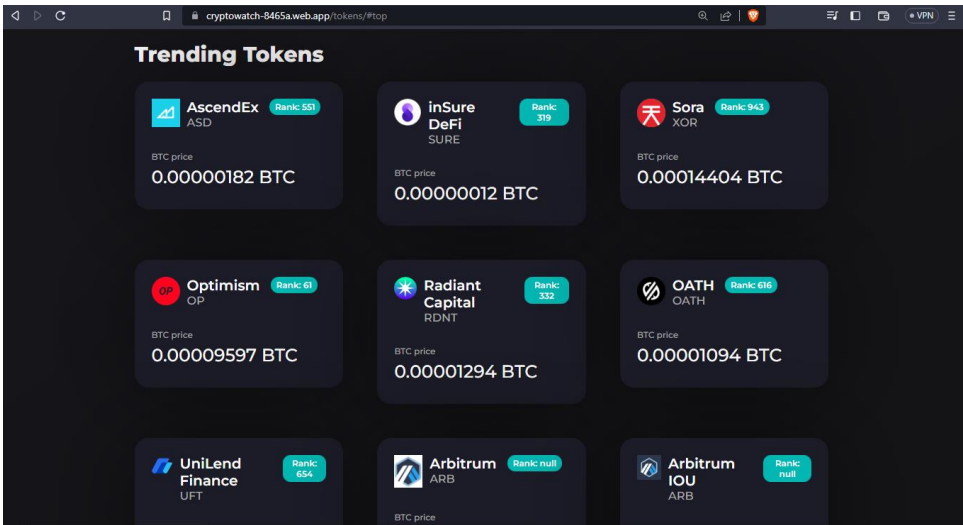 cryptowatch-8465a.web.app/tokens/#top
VPN
Trending Tokens
AscendEx
Rank: 551
ASD
BTC price
0.00000182 BTC
inSure
DeFi
Rank:
319
SURE
BTC price
0.00000012 BTC
Sora
Rank: 943
XOR
BTC price
0.00014404 BTC
OP
Optimism
Rank: 61
OP
BTC price
0.00009597 BTC
Radiant
Capital
Rank:
332
RDNT
BTC price
0.00001294 BTC
OATH
Rank: 616
OATH
BTC price
0.00001094 BTC
UniLend
Finance
Rank:
654
UFT
Arbitrum
Rank: null
ARB
BTC price
Arbitrum
IOU
Rank:
null
ARB